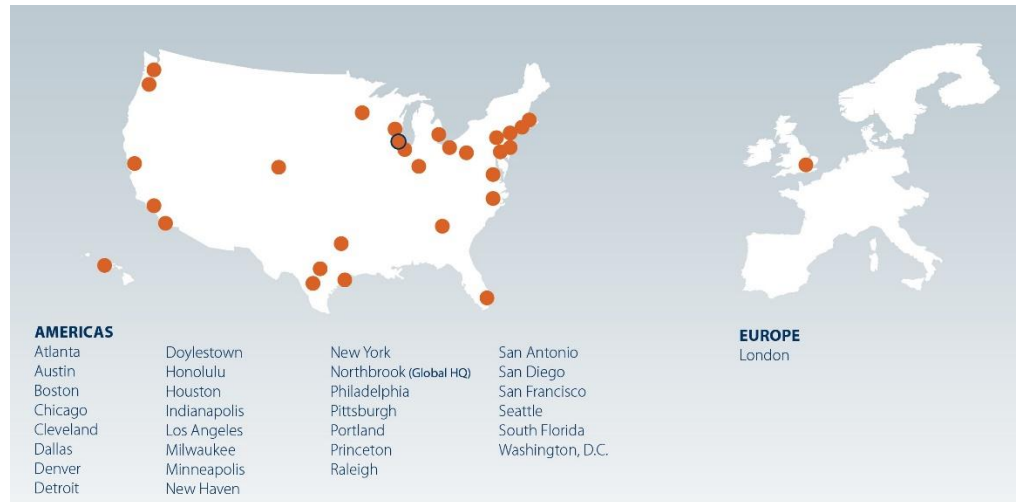 AMERICAS
Atlanta
Austin
Boston
Chicago
Cleveland
Dallas
Denver
Detroit
Doylestown
Honolulu
Houston
Indianapolis
Los Angeles
Milwaukee
Minneapolis
New Haven
New York
Northbrook (Global HQ)
Philadelphia
Pittsburgh
Portland
Princeton
Raleigh
San Antonio
San Diego
San Francisco
Seattle
South Florida
Washington, D.C.
EUROPE
London